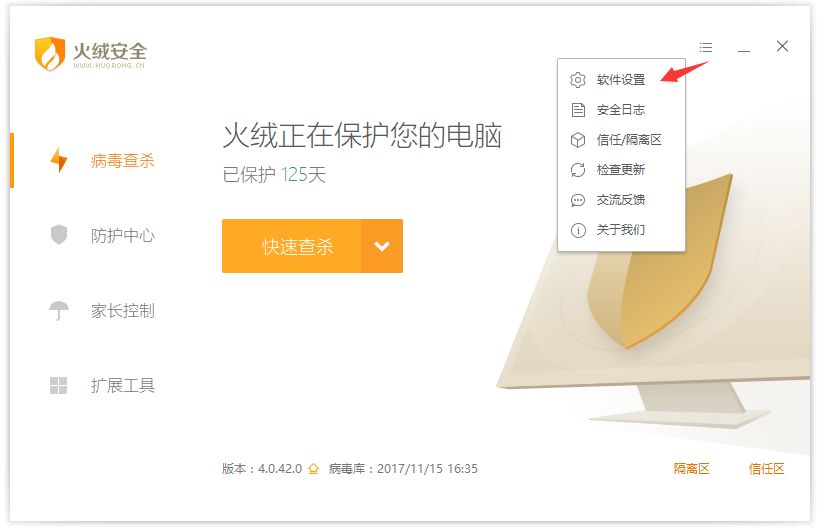 火绒安全
WWW.HUORONG.CN
软件设置
安全日志
信任/隔离区
检查更新
交流反馈
关于我们
病毒查杀
防护中心
家长控制
扩展工具
火绒正在保护您的电脑
已保护 125天
快速查杀
版本：4.0.42.0 病毒库：2017/11/15 16:35
隔离区 信任区